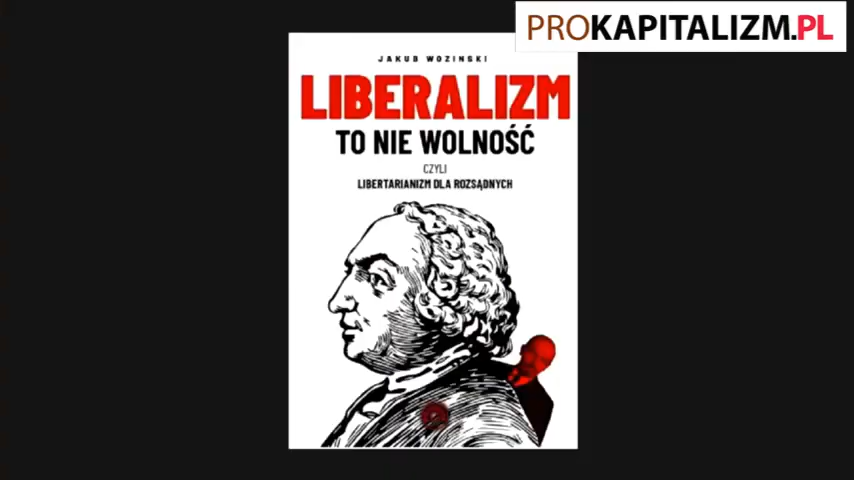 PROKAPITALIZM.PL
JAKUB WOZINSKI
LIBERALIZM
TO NIE WOLNOŚĆ
CZYLI
LIBERTARIANIZM DLA ROZSĄDNYCH